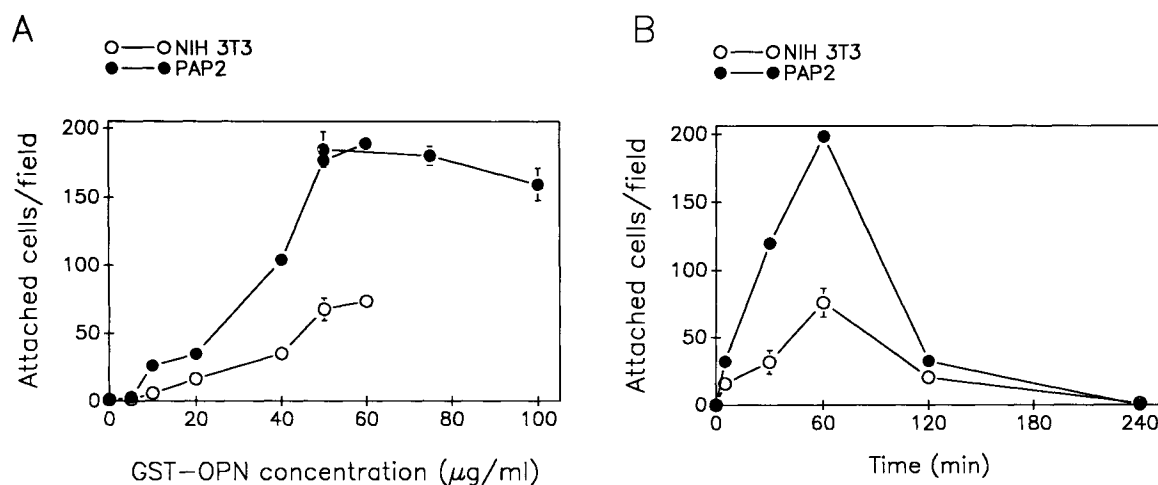 A
NIH 3T3
PAP2
200
150
100
50
0
Attached cells/field
0 20 40 60 80 100
GST-OPN concentration (μg/ml)
B
NIH 3T3
PAP2
200
150
100
50
0
Attached cells/field
0 60 120 180 240
Time (min)